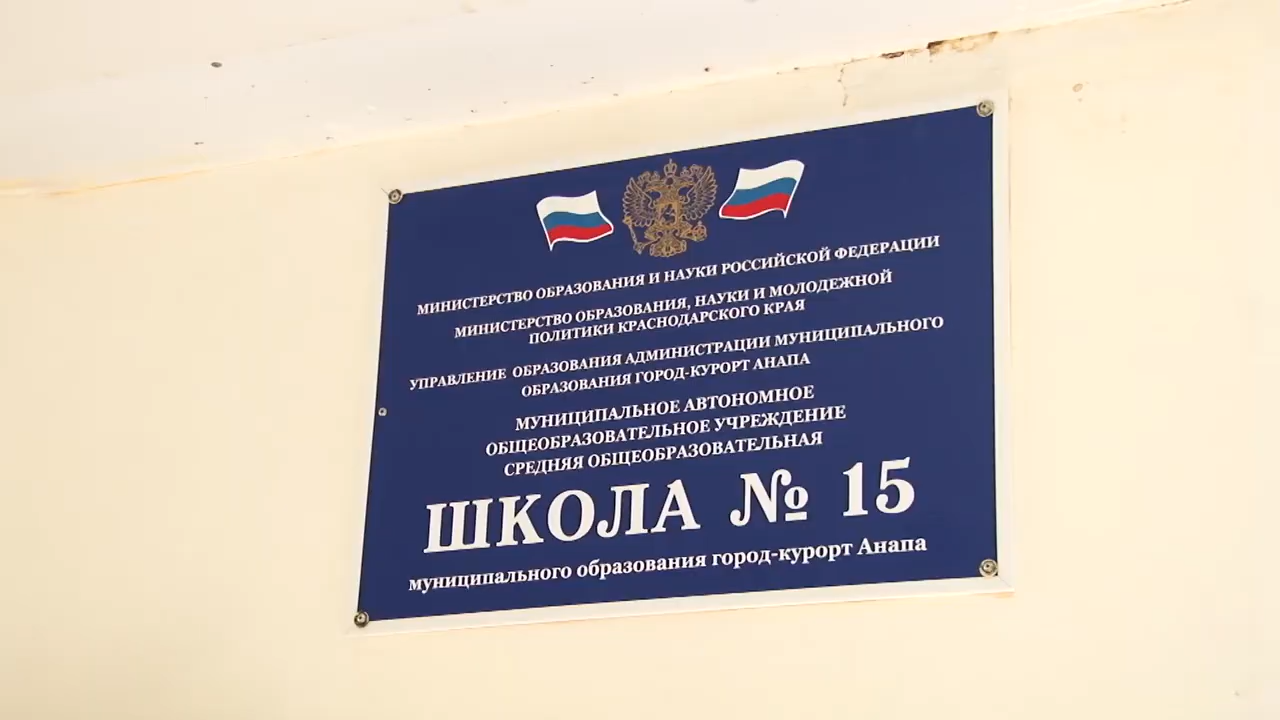 МИНИСТЕРСТВО ОБРАЗОВАНИЯ И НАУКИ РОССИЙСКОЙ ФЕДЕРАЦИИ
МИНИСТЕРСТВО ОБРАЗОВАНИЯ, НАУКИ И МОЛОДЕЖНОЙ
ПОЛИТИКИ КРАСНОДАРСКОГО КРАЯ
УПРАВЛЕНИЕ ОБРАЗОВАНИЯ АДМИНИСТРАЦИИ МУНИЦИПАЛЬНОГО
ОБРАЗОВАНИЯ ГОРОД-КУРОРТ АНАПА
МУНИЦИПАЛЬНОЕ АВТОНОМНОЕ
ОБЩЕОБРАЗОВАТЕЛЬНОЕ УЧРЕЖДЕНИЕ
СРЕДНЯЯ ОБЩЕОБРАЗОВАТЕЛЬНАЯ
ШКОЛА № 15
муниципального образования город-курорт Анапа